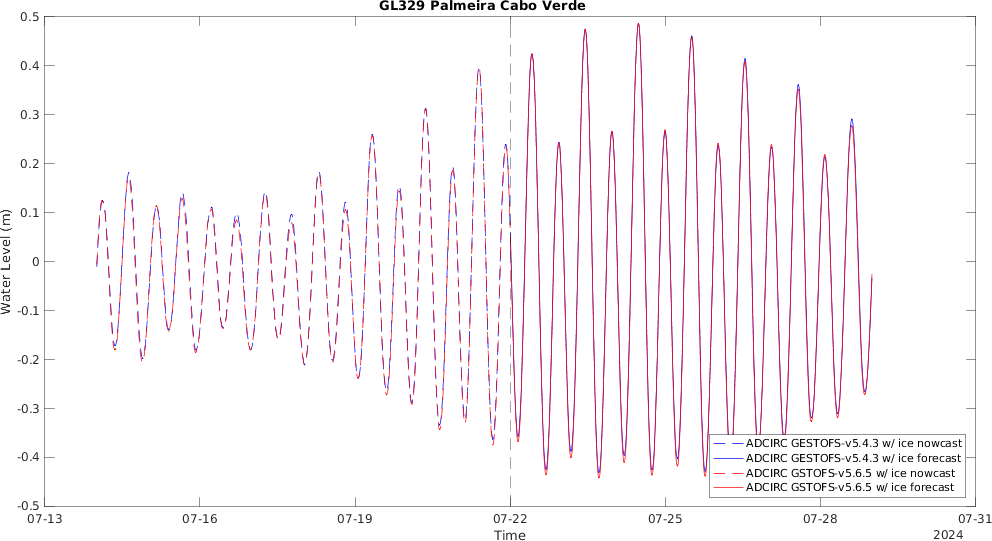 GL329 Palmeira Cabo Verde
Water Level (m)
0.5
0.4
0.3
0.2
0.1
0
-0.1
-0.2
-0.3
-0.4
-0.5
ADCIRC GESTOFS-v5.4.3 w/ ice nowcast
ADCIRC GESTOFS-v5.4.3 w/ ice forecast
ADCIRC GSTOFS-v5.6.5 w/ ice nowcast
ADCIRC GSTOFS-v5.6.5 w/ ice forecast
07-13 07-16 07-19 07-22 07-25 07-28 07-31
Time
2024